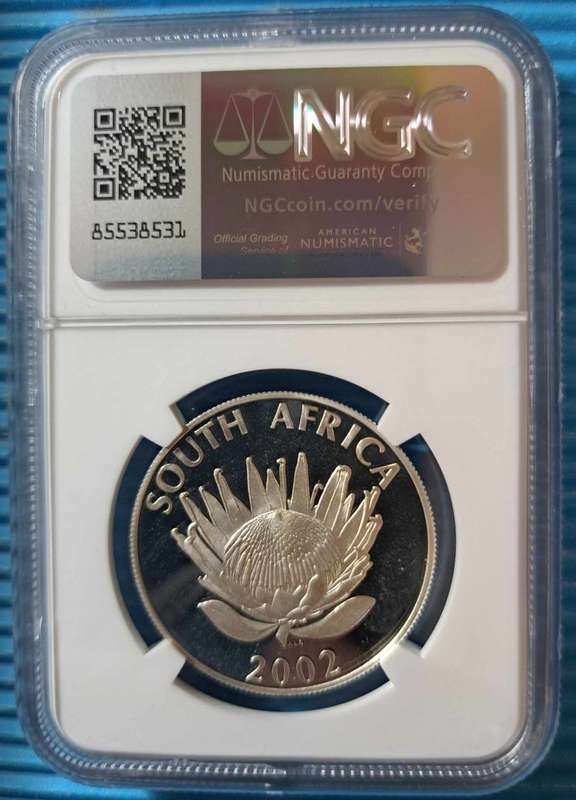 NGC
Numismatic Guaranty Comp
NGCcoin.com/verify
85538531
Official Grading
Service of
AMERICAN
NUMISMATIC
SOUTH AFRICA
2002